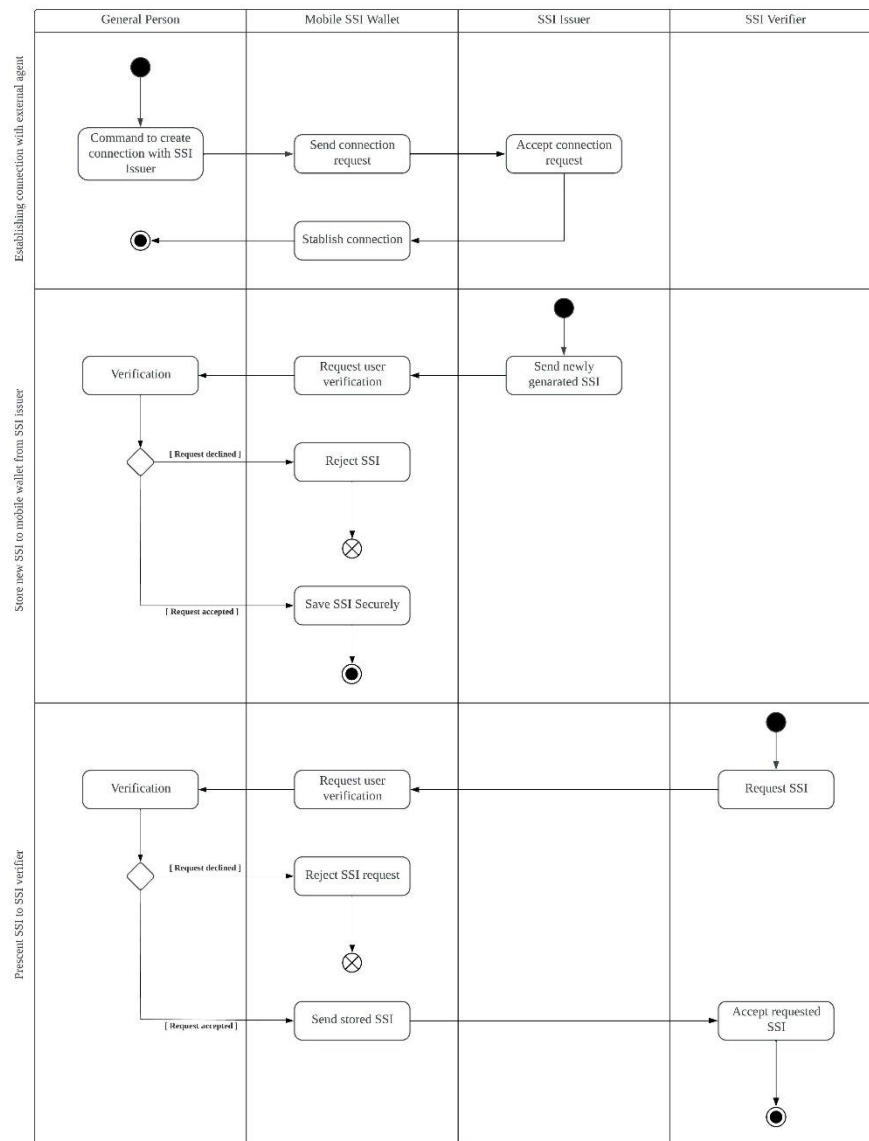 General Person
Mobile SSI Wallet
SSI Issuer
SSI Verifier
Establishing connection with external agent
Command to create
connection with SSI
Issuer
Send connection
request
Accept connection
request
Stablish connection
Store new SSI to mobile wallet from SSI issuer
Verification
Request user
verification
Send newly
genarated SSI
[ Request declined ]
Reject SSI
[ Request accepted ]
Save SSI Securely
Prescent SSI to SSI verifier
Verification
Request user
verification
Request SSI
[ Request declined ]
Reject SSI request
[ Request accepted ]
Send stored SSI
Accept requested
SSI